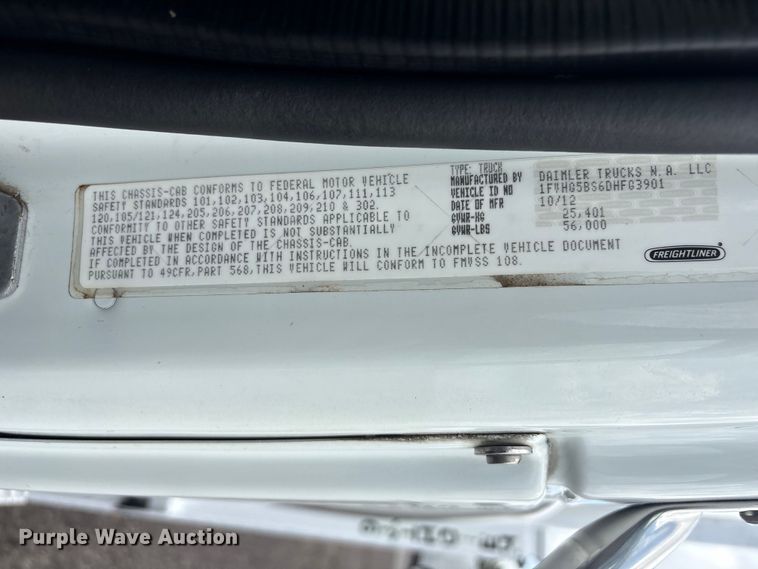 THIS CHASSIS-CAB CONFORMS TO FEDERAL MOTOR VEHICLE
SAFETY STANDARDS 101, 102, 103, 104, 106, 107, 111, 113
120, 105/121, 124, 205, 206, 207, 208, 209, 210 & 302.
CONFORMITY TO OTHER SAFETY STANDARDS APPLICABLE TO
THIS VEHICLE WHEN COMPLETED IS NOT SUBSTANTIALLY
AFFECTED BY THE DESIGN OF THE CHASSIS-CAB.
IF COMPLETED IN ACCORDANCE WITH INSTRUCTIONS IN THE INCOMPLETE VEHICLE DOCUMENT
PURSUANT TO 49CFR, PART 568, THIS VEHICLE WILL CONFORM TO FMVSS 108.
TYPE: TRUCK
MANUFACTURED BY DAIMLER TRUCKS N.A. LLC
VEHICLE ID NO 1FVHG5BS6DHFG3901
DATE OF MFR 10/12
GVWR-KG 25,401
GVWR-LBS 56,000
FREIGHTLINER
Purple Wave Auction